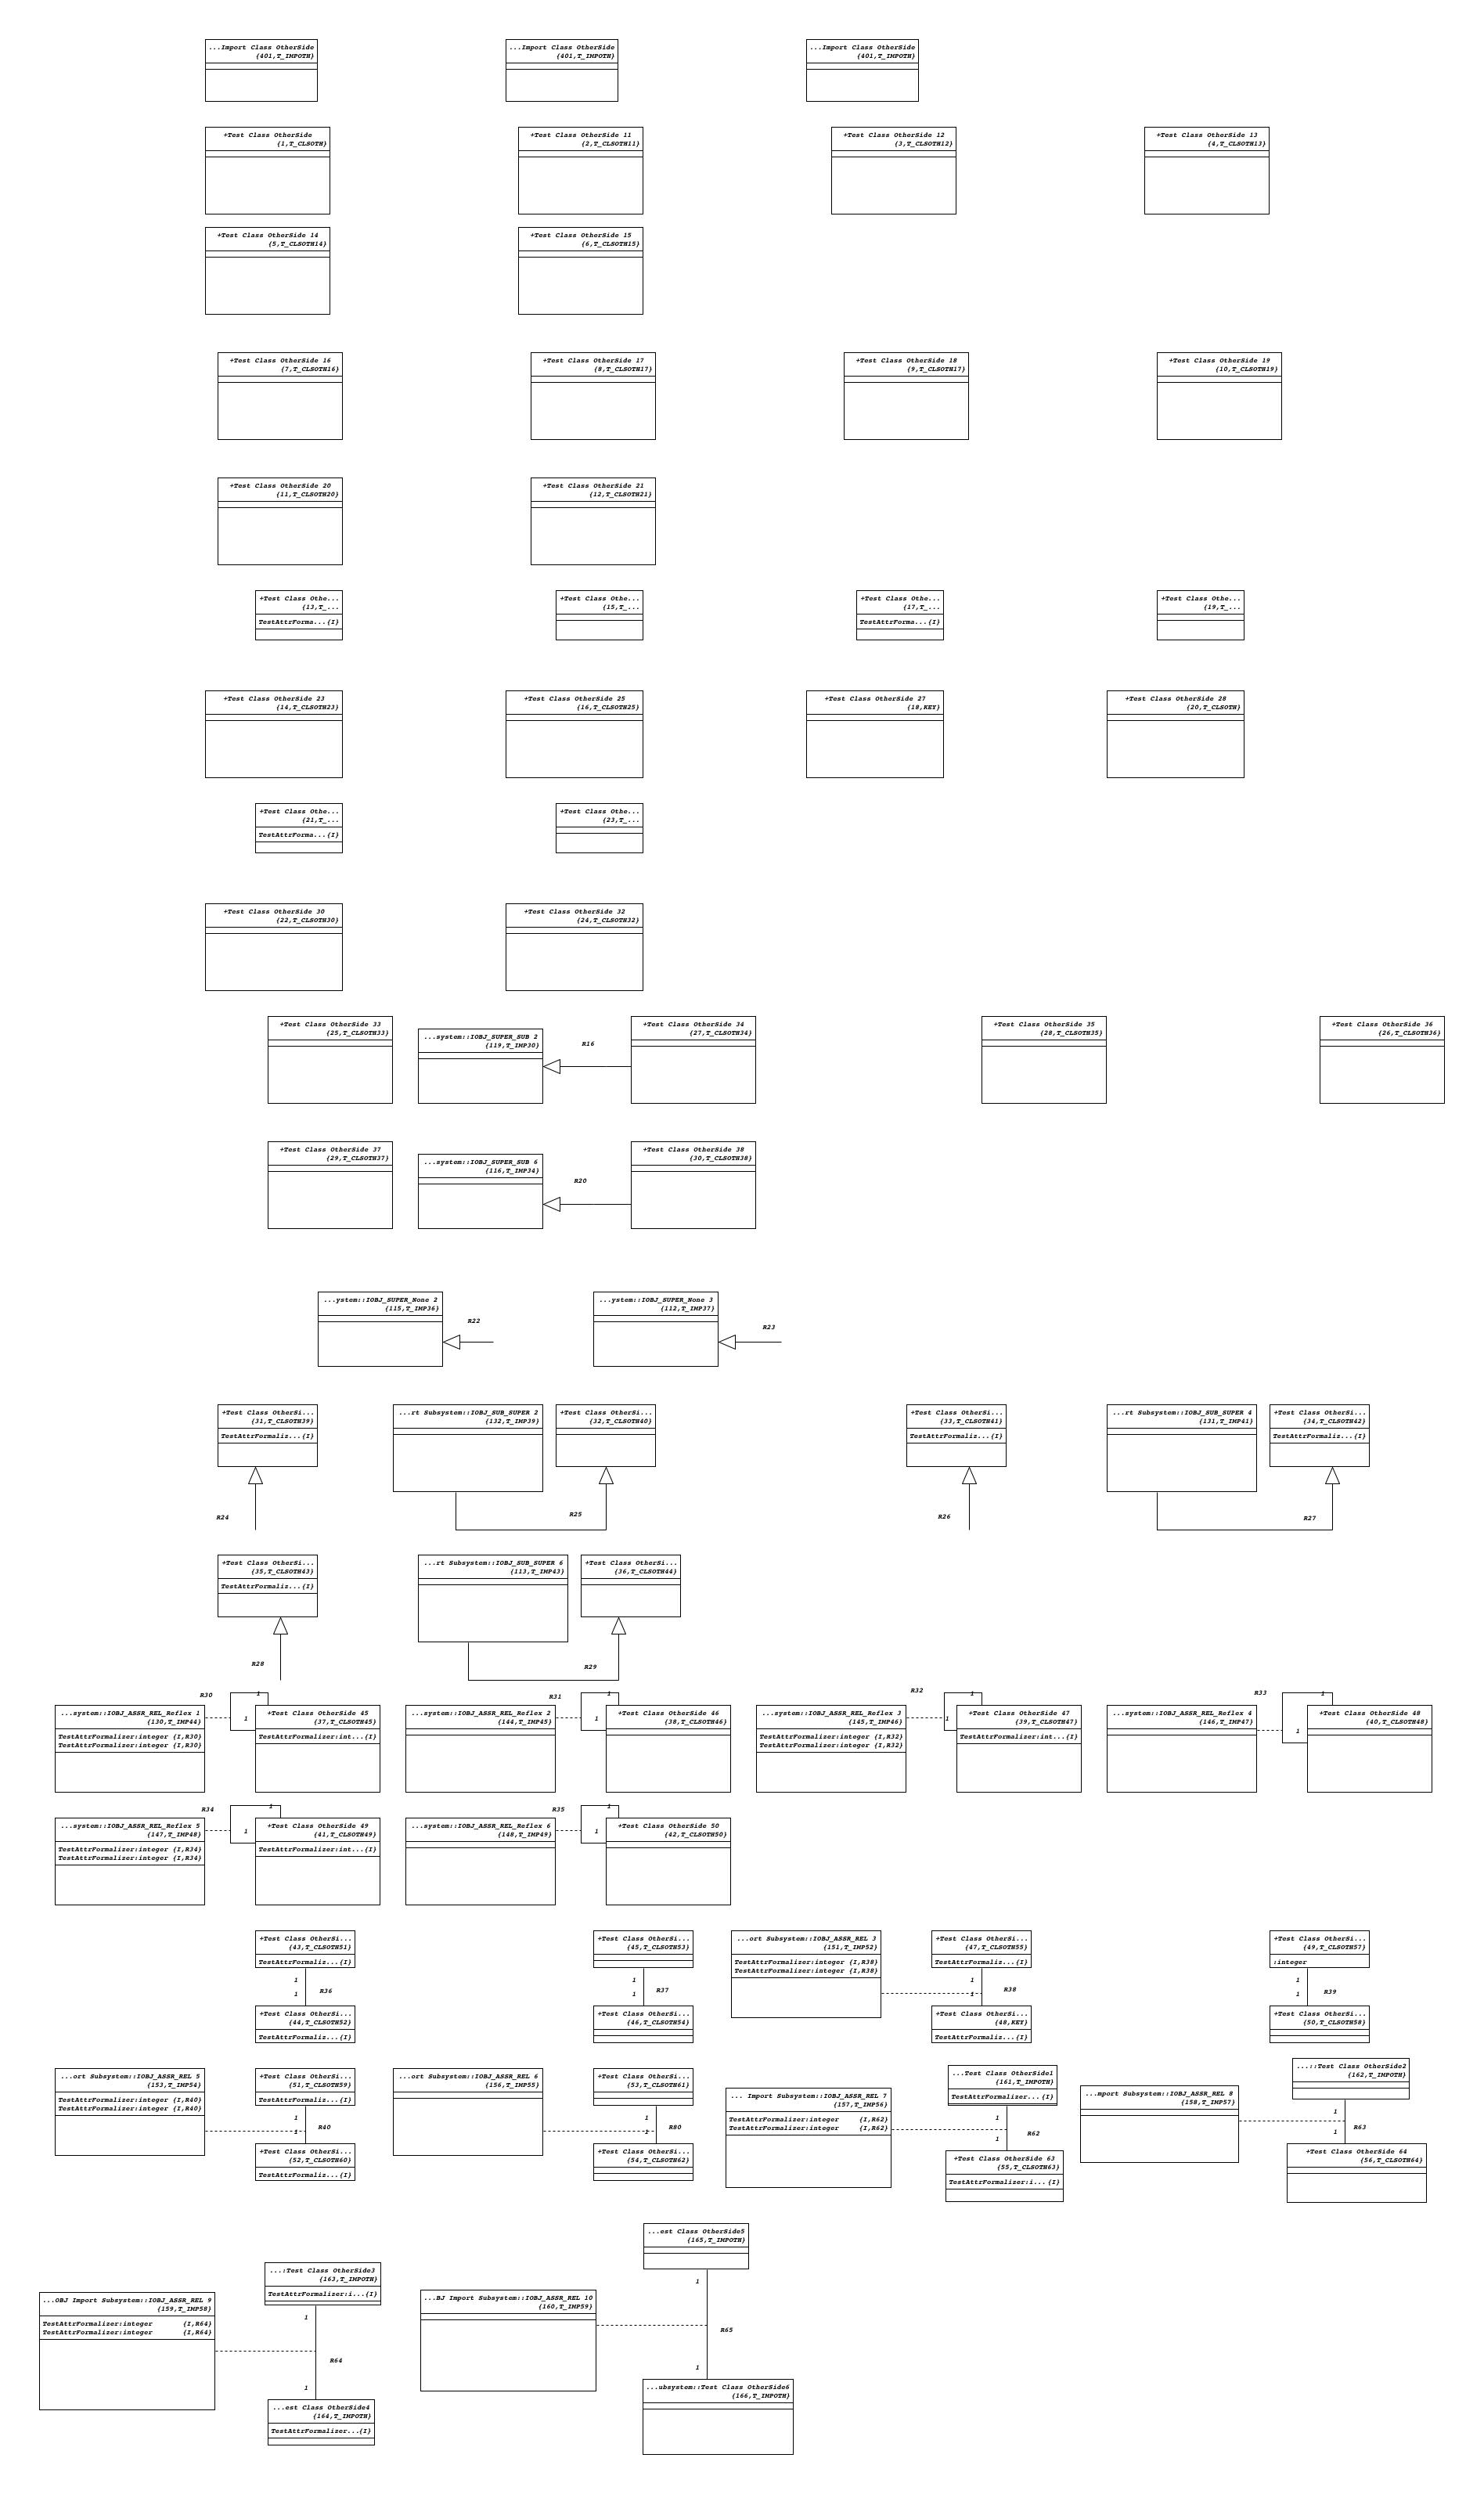 ...Import Class OtherSide
{401,T_IMPOTH}
...Import Class OtherSide
{401,T_IMPOTH}
...Import Class OtherSide
{401,T_IMPOTH}
+Test Class OtherSide
{1,T_CLSOTH}
+Test Class OtherSide 11
{2,T_CLSOTH11}
+Test Class OtherSide 12
{3,T_CLSOTH12}
+Test Class OtherSide 13
{4,T_CLSOTH13}
+Test Class OtherSide 14
{5,T_CLSOTH14}
+Test Class OtherSide 15
{6,T_CLSOTH15}
+Test Class OtherSide 16
{7,T_CLSOTH16}
+Test Class OtherSide 17
{8,T_CLSOTH17}
+Test Class OtherSide 18
{9,T_CLSOTH17}
+Test Class OtherSide 19
{10,T_CLSOTH19}
+Test Class OtherSide 20
{11,T_CLSOTH20}
+Test Class OtherSide 21
{12,T_CLSOTH21}
+Test Class Othe...
{13,T_...
TestAttrForma...{I}
+Test Class Othe...
{15,T_...
+Test Class Othe...
{17,T_...
TestAttrForma...{I}
+Test Class Othe...
{19,T_...
+Test Class OtherSide 23
{14,T_CLSOTH23}
+Test Class OtherSide 25
{16,T_CLSOTH25}
+Test Class OtherSide 27
{18,KEY}
+Test Class OtherSide 28
{20,T_CLSOTH}
+Test Class Othe...
{21,T_...
TestAttrForma...{I}
+Test Class Othe...
{23,T_...
+Test Class OtherSide 30
{22,T_CLSOTH30}
+Test Class OtherSide 32
{24,T_CLSOTH32}
+Test Class OtherSide 33
{25,T_CLSOTH33}
...system::IOBJ_SUPER_SUB 2
{119,T_IMP30}
R16
+Test Class OtherSide 34
{27,T_CLSOTH34}
+Test Class OtherSide 35
{28,T_CLSOTH35}
+Test Class OtherSide 36
{26,T_CLSOTH36}
+Test Class OtherSide 37
{29,T_CLSOTH37}
...system::IOBJ_SUPER_SUB 6
{116,T_IMP34}
R20
+Test Class OtherSide 38
{30,T_CLSOTH38}
...ystem::IOBJ_SUPER_None 2
{115,T_IMP36}
R22
...ystem::IOBJ_SUPER_None 3
{112,T_IMP37}
R23
+Test Class OtherSi...
{31,T_CLSOTH39}
TestAttrFormaliz...{I}
R24
...rt Subsystem::IOBJ_SUB_SUPER 2
{132,T_IMP39}
+Test Class OtherSi...
{32,T_CLSOTH40}
R25
+Test Class OtherSi...
{33,T_CLSOTH41}
TestAttrFormaliz...{I}
R26
...rt Subsystem::IOBJ_SUB_SUPER 4
{131,T_IMP41}
+Test Class OtherSi...
{34,T_CLSOTH42}
TestAttrFormaliz...{I}
R27
+Test Class OtherSi...
{35,T_CLSOTH43}
TestAttrFormaliz...{I}
R28
...rt Subsystem::IOBJ_SUB_SUPER 6
{113,T_IMP43}
+Test Class OtherSi...
{36,T_CLSOTH44}
R29
...system::IOBJ_ASSR_REL_Reflex 1
{130,T_IMP44}
TestAttrFormalizer:integer {I,R30}
TestAttrFormalizer:integer {I,R30}
R30
1
1
+Test Class OtherSide 45
{37,T_CLSOTH45}
TestAttrFormalizer:int...{I}
...system::IOBJ_ASSR_REL_Reflex 2
{144,T_IMP45}
R31
1
1
+Test Class OtherSide 46
{38,T_CLSOTH46}
...system::IOBJ_ASSR_REL_Reflex 3
{145,T_IMP46}
TestAttrFormalizer:integer {I,R32}
TestAttrFormalizer:integer {I,R32}
R32
1
1
+Test Class OtherSide 47
{39,T_CLSOTH47}
TestAttrFormalizer:int...{I}
...system::IOBJ_ASSR_REL_Reflex 4
{146,T_IMP47}
R33
1
1
+Test Class OtherSide 48
{40,T_CLSOTH48}
...system::IOBJ_ASSR_REL_Reflex 5
{147,T_IMP48}
TestAttrFormalizer:integer {I,R34}
TestAttrFormalizer:integer {I,R34}
R34
1
1
+Test Class OtherSide 49
{41,T_CLSOTH49}
TestAttrFormalizer:int...{I}
...system::IOBJ_ASSR_REL_Reflex 6
{148,T_IMP49}
R35
1
1
+Test Class OtherSide 50
{42,T_CLSOTH50}
+Test Class OtherSi...
{43,T_CLSOTH51}
TestAttrFormaliz...{I}
1
1
R36
+Test Class OtherSi...
{44,T_CLSOTH52}
TestAttrFormaliz...{I}
+Test Class OtherSi...
{45,T_CLSOTH53}
1
1
R37
+Test Class OtherSi...
{46,T_CLSOTH54}
...ort Subsystem::IOBJ_ASSR_REL 3
{151,T_IMP52}
TestAttrFormalizer:integer {I,R38}
TestAttrFormalizer:integer {I,R38}
+Test Class OtherSi...
{47,T_CLSOTH55}
TestAttrFormaliz...{I}
1
1
R38
+Test Class OtherSi...
{48,KEY}
TestAttrFormaliz...{I}
+Test Class OtherSi...
{49,T_CLSOTH57}
:integer
1
1
R39
+Test Class OtherSi...
{50,T_CLSOTH58}
...ort Subsystem::IOBJ_ASSR_REL 5
{153,T_IMP54}
TestAttrFormalizer:integer {I,R40}
TestAttrFormalizer:integer {I,R40}
+Test Class OtherSi...
{51,T_CLSOTH59}
TestAttrFormaliz...{I}
1
1
R40
+Test Class OtherSi...
{52,T_CLSOTH60}
TestAttrFormaliz...{I}
...ort Subsystem::IOBJ_ASSR_REL 6
{156,T_IMP55}
+Test Class OtherSi...
{53,T_CLSOTH61}
1
1
R80
+Test Class OtherSi...
{54,T_CLSOTH62}
... Import Subsystem::IOBJ_ASSR_REL 7
{157,T_IMP56}
TestAttrFormalizer:integer {I,R62}
TestAttrFormalizer:integer {I,R62}
...Test Class OtherSide1
{161,T_IMPOTH}
TestAttrFormalizer...{I}
1
1
R62
+Test Class OtherSide 63
{55,T_CLSOTH63}
TestAttrFormalizer:i...{I}
...mport Subsystem::IOBJ_ASSR_REL 8
{158,T_IMP57}
...::Test Class OtherSide2
{162,T_IMPOTH}
1
1
R63
+Test Class OtherSide 64
{56,T_CLSOTH64}
...OBJ Import Subsystem::IOBJ_ASSR_REL 9
{159,T_IMP58}
TestAttrFormalizer:integer {I,R64}
TestAttrFormalizer:integer {I,R64}
...:Test Class OtherSide3
{163,T_IMPOTH}
TestAttrFormalizer:i...{I}
1
R64
1
...est Class OtherSide4
{164,T_IMPOTH}
TestAttrFormalizer...{I}
...BJ Import Subsystem::IOBJ_ASSR_REL 10
{160,T_IMP59}
...est Class OtherSide5
{165,T_IMPOTH}
1
R65
1
...ubsystem::Test Class OtherSide6
{166,T_IMPOTH}